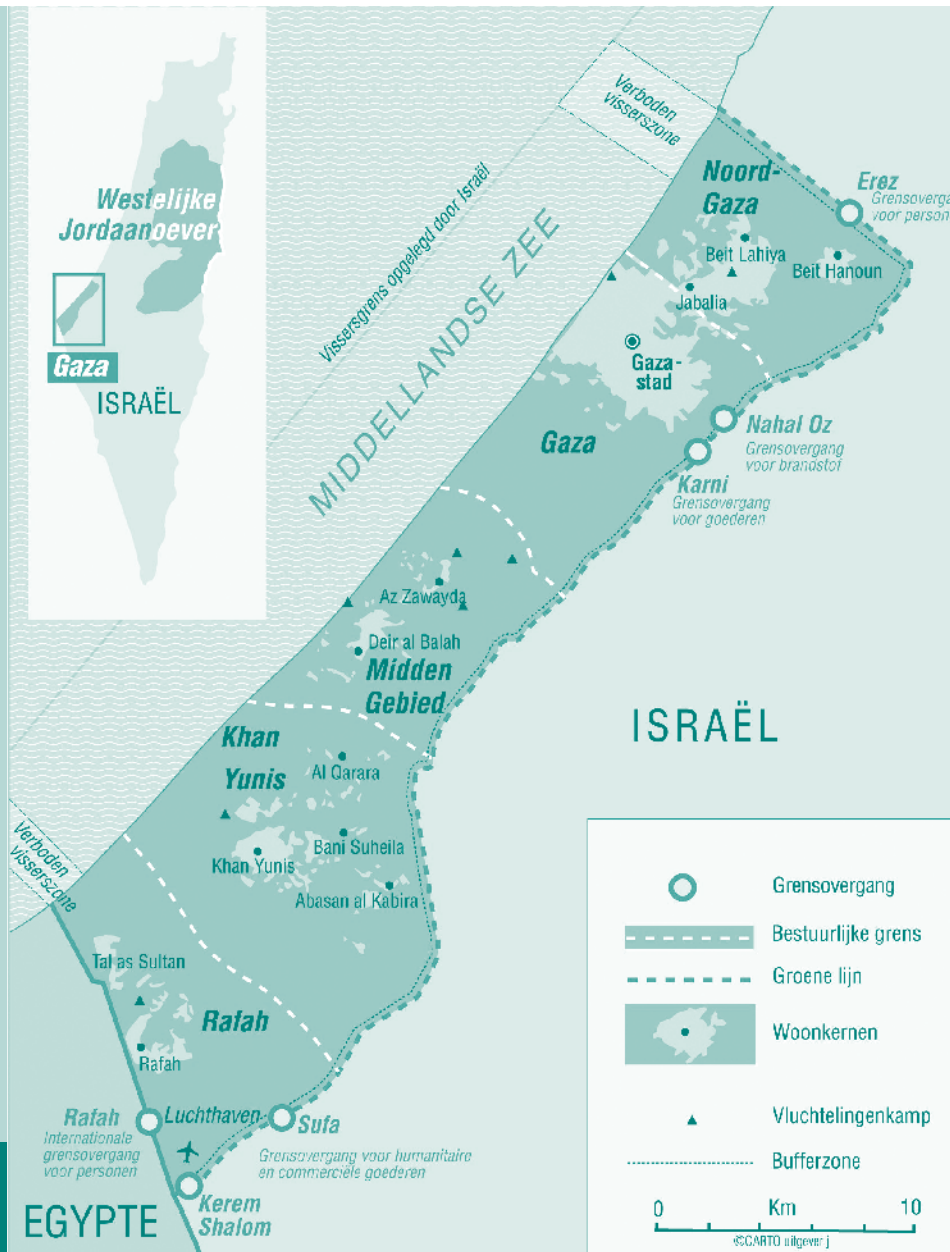 Westelijke
Jordaanoever
Gaza
ISRAËL
Verboden
visserszone
Vissersgrens opgelegd door Israël
MIDDELLANDSE ZEE
Noord-
Gaza
Erez
Grensoverga
voor person
Beit Lahiya
Beit Hanoun
Jabalia
Gaza-
stad
Gaza
Nahal Oz
Grensovergang
voor brandstof
Karni
Grensovergang
voor goederen
Az Zawayda
Deir al Balah
Midden
Gebied
ISRAËL
Khan
Yunis
Al Qarara
Bani Suheila
Khan Yunis
Abasan al Kabira
Verboden
visserszone
Tal as Sultan
Rafah
Rafah
Rafah
Internationale
grensovergang
voor personen
Luchthaven
Sufa
Grensovergang voor humanitaire
en commerciële goederen
Kerem
Shalom
EGYPTE
Grensovergang
Bestuurlijke grens
Groene lijn
Woonkernen
Vluchtelingenkamp
Bufferzone
0 Km 10
©CARTO uitgever j